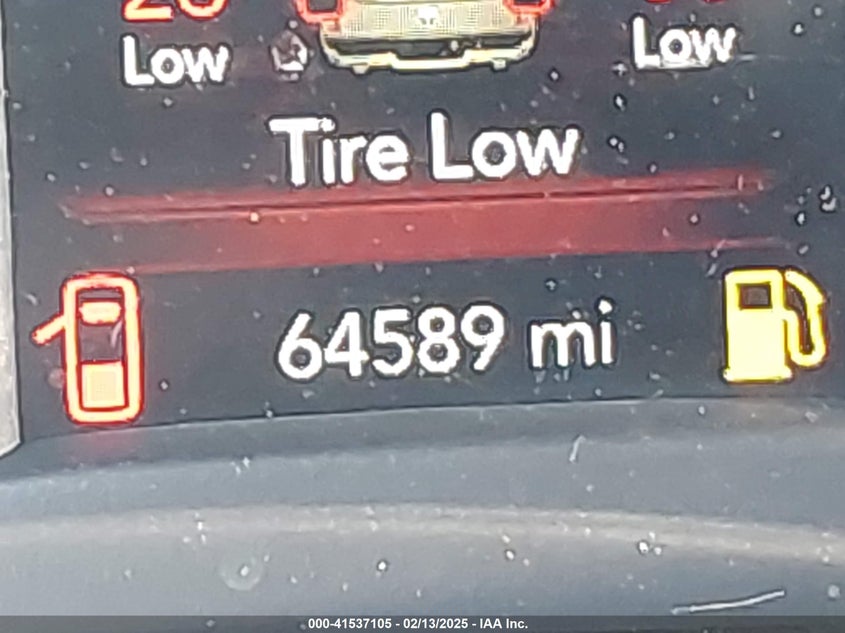 Low
Low
Tire Low
64589 mi
000-41537105 - 02/13/2025 - IAA Inc.